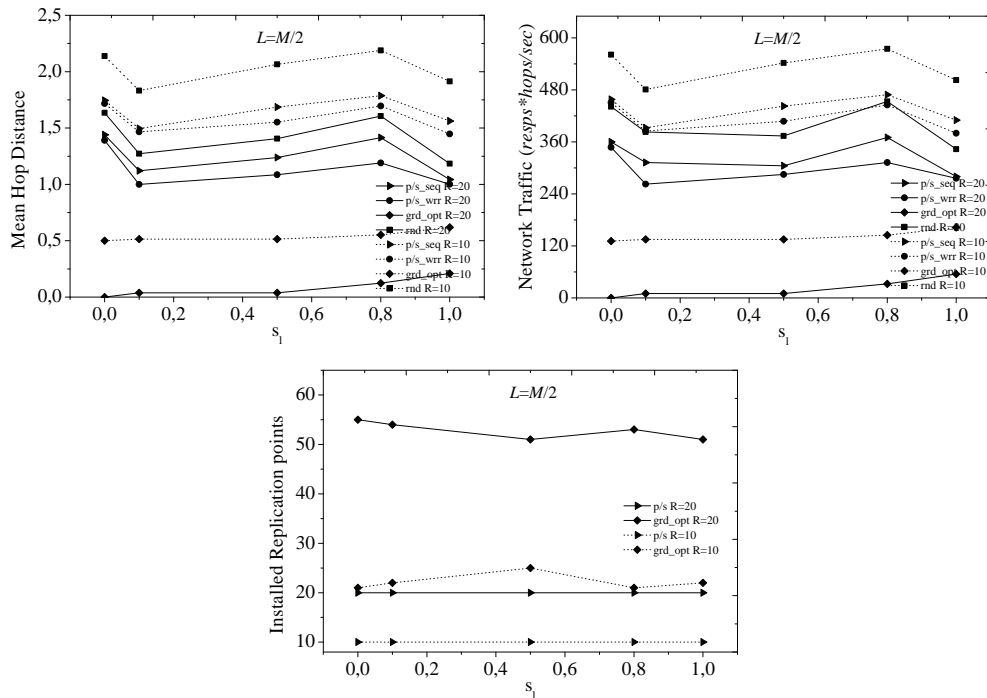 L=M/2
2,5
2,0
1,5
1,0
0,5
0,0
Mean Hop Distance
p/s_seq R=20
p/s_wrr R=20
grd_opt R=20
rnd R=20
p/s_seq R=10
p/s_wrr R=10
grd_opt R=10
rnd R=10
0,0 0,2 0,4 0,6 0,8 1,0
s_l
L=M/2
600
480
360
240
120
0
Network Traffic (resps*hops/sec)
p/s_seq R=20
p/s_wrr R=20
grd_opt R=20
rnd R=20
p/s_seq R=10
p/s_wrr R=10
grd_opt R=10
rnd R=10
0,0 0,2 0,4 0,6 0,8 1,0
s_l
L=M/2
60
50
40
30
20
10
Installed Replication points
p/s R=20
grd_opt R=20
p/s R=10
grd_opt R=10
0,0 0,2 0,4 0,6 0,8 1,0
s_l